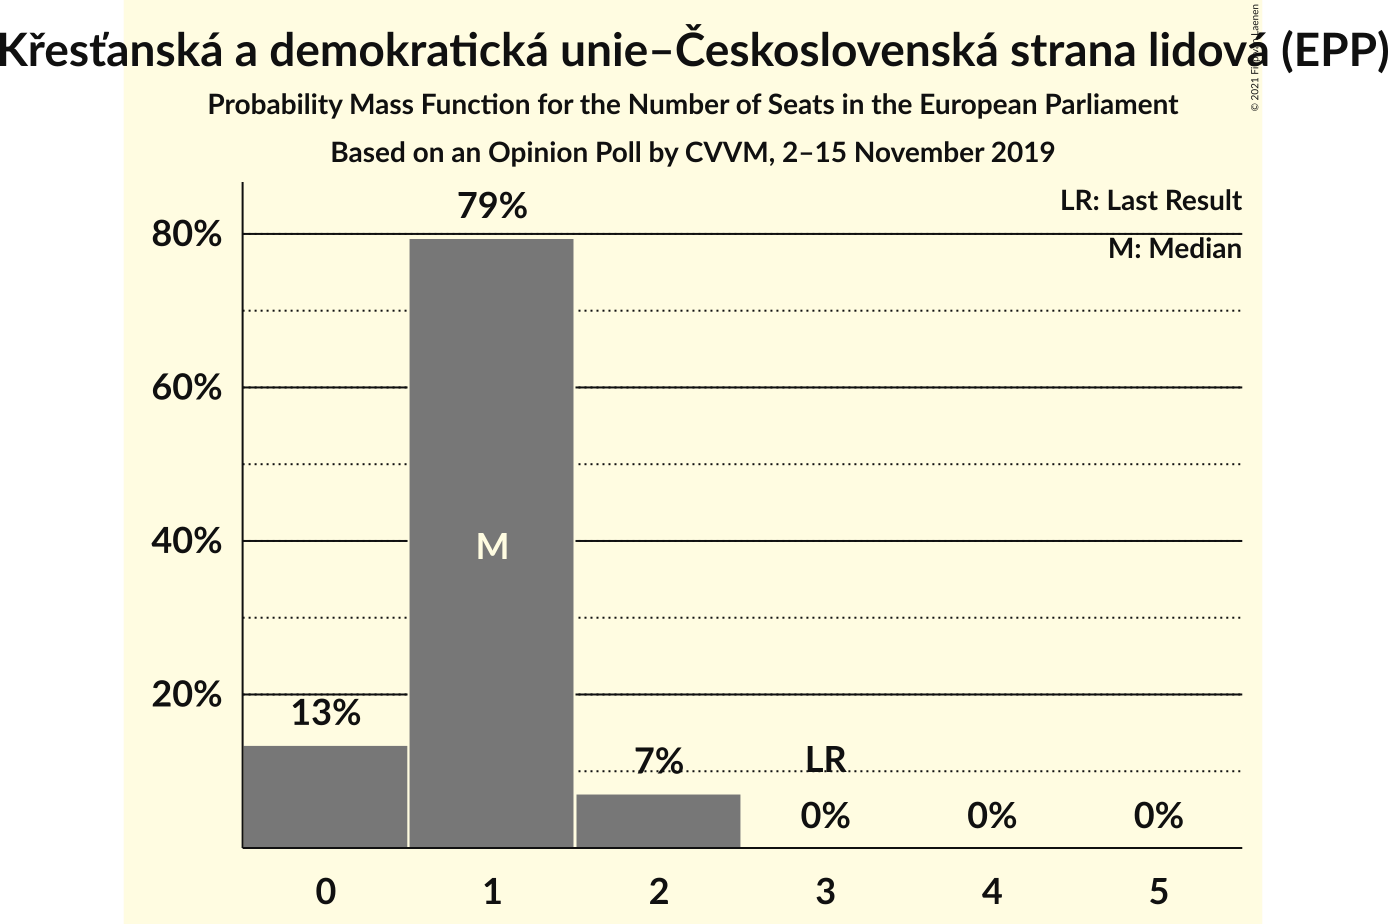 Křesťanská a demokratická unie–Československá strana lidová (EPP)
Probability Mass Function for the Number of Seats in the European Parliament
Based on an Opinion Poll by CVVM, 2–15 November 2019
© 2021 Laenen
LR: Last Result
M: Median
79%
80%
60%
40%
M
20%
13%
7%
LR
0%
0%
0%
0
1
2
3
4
5